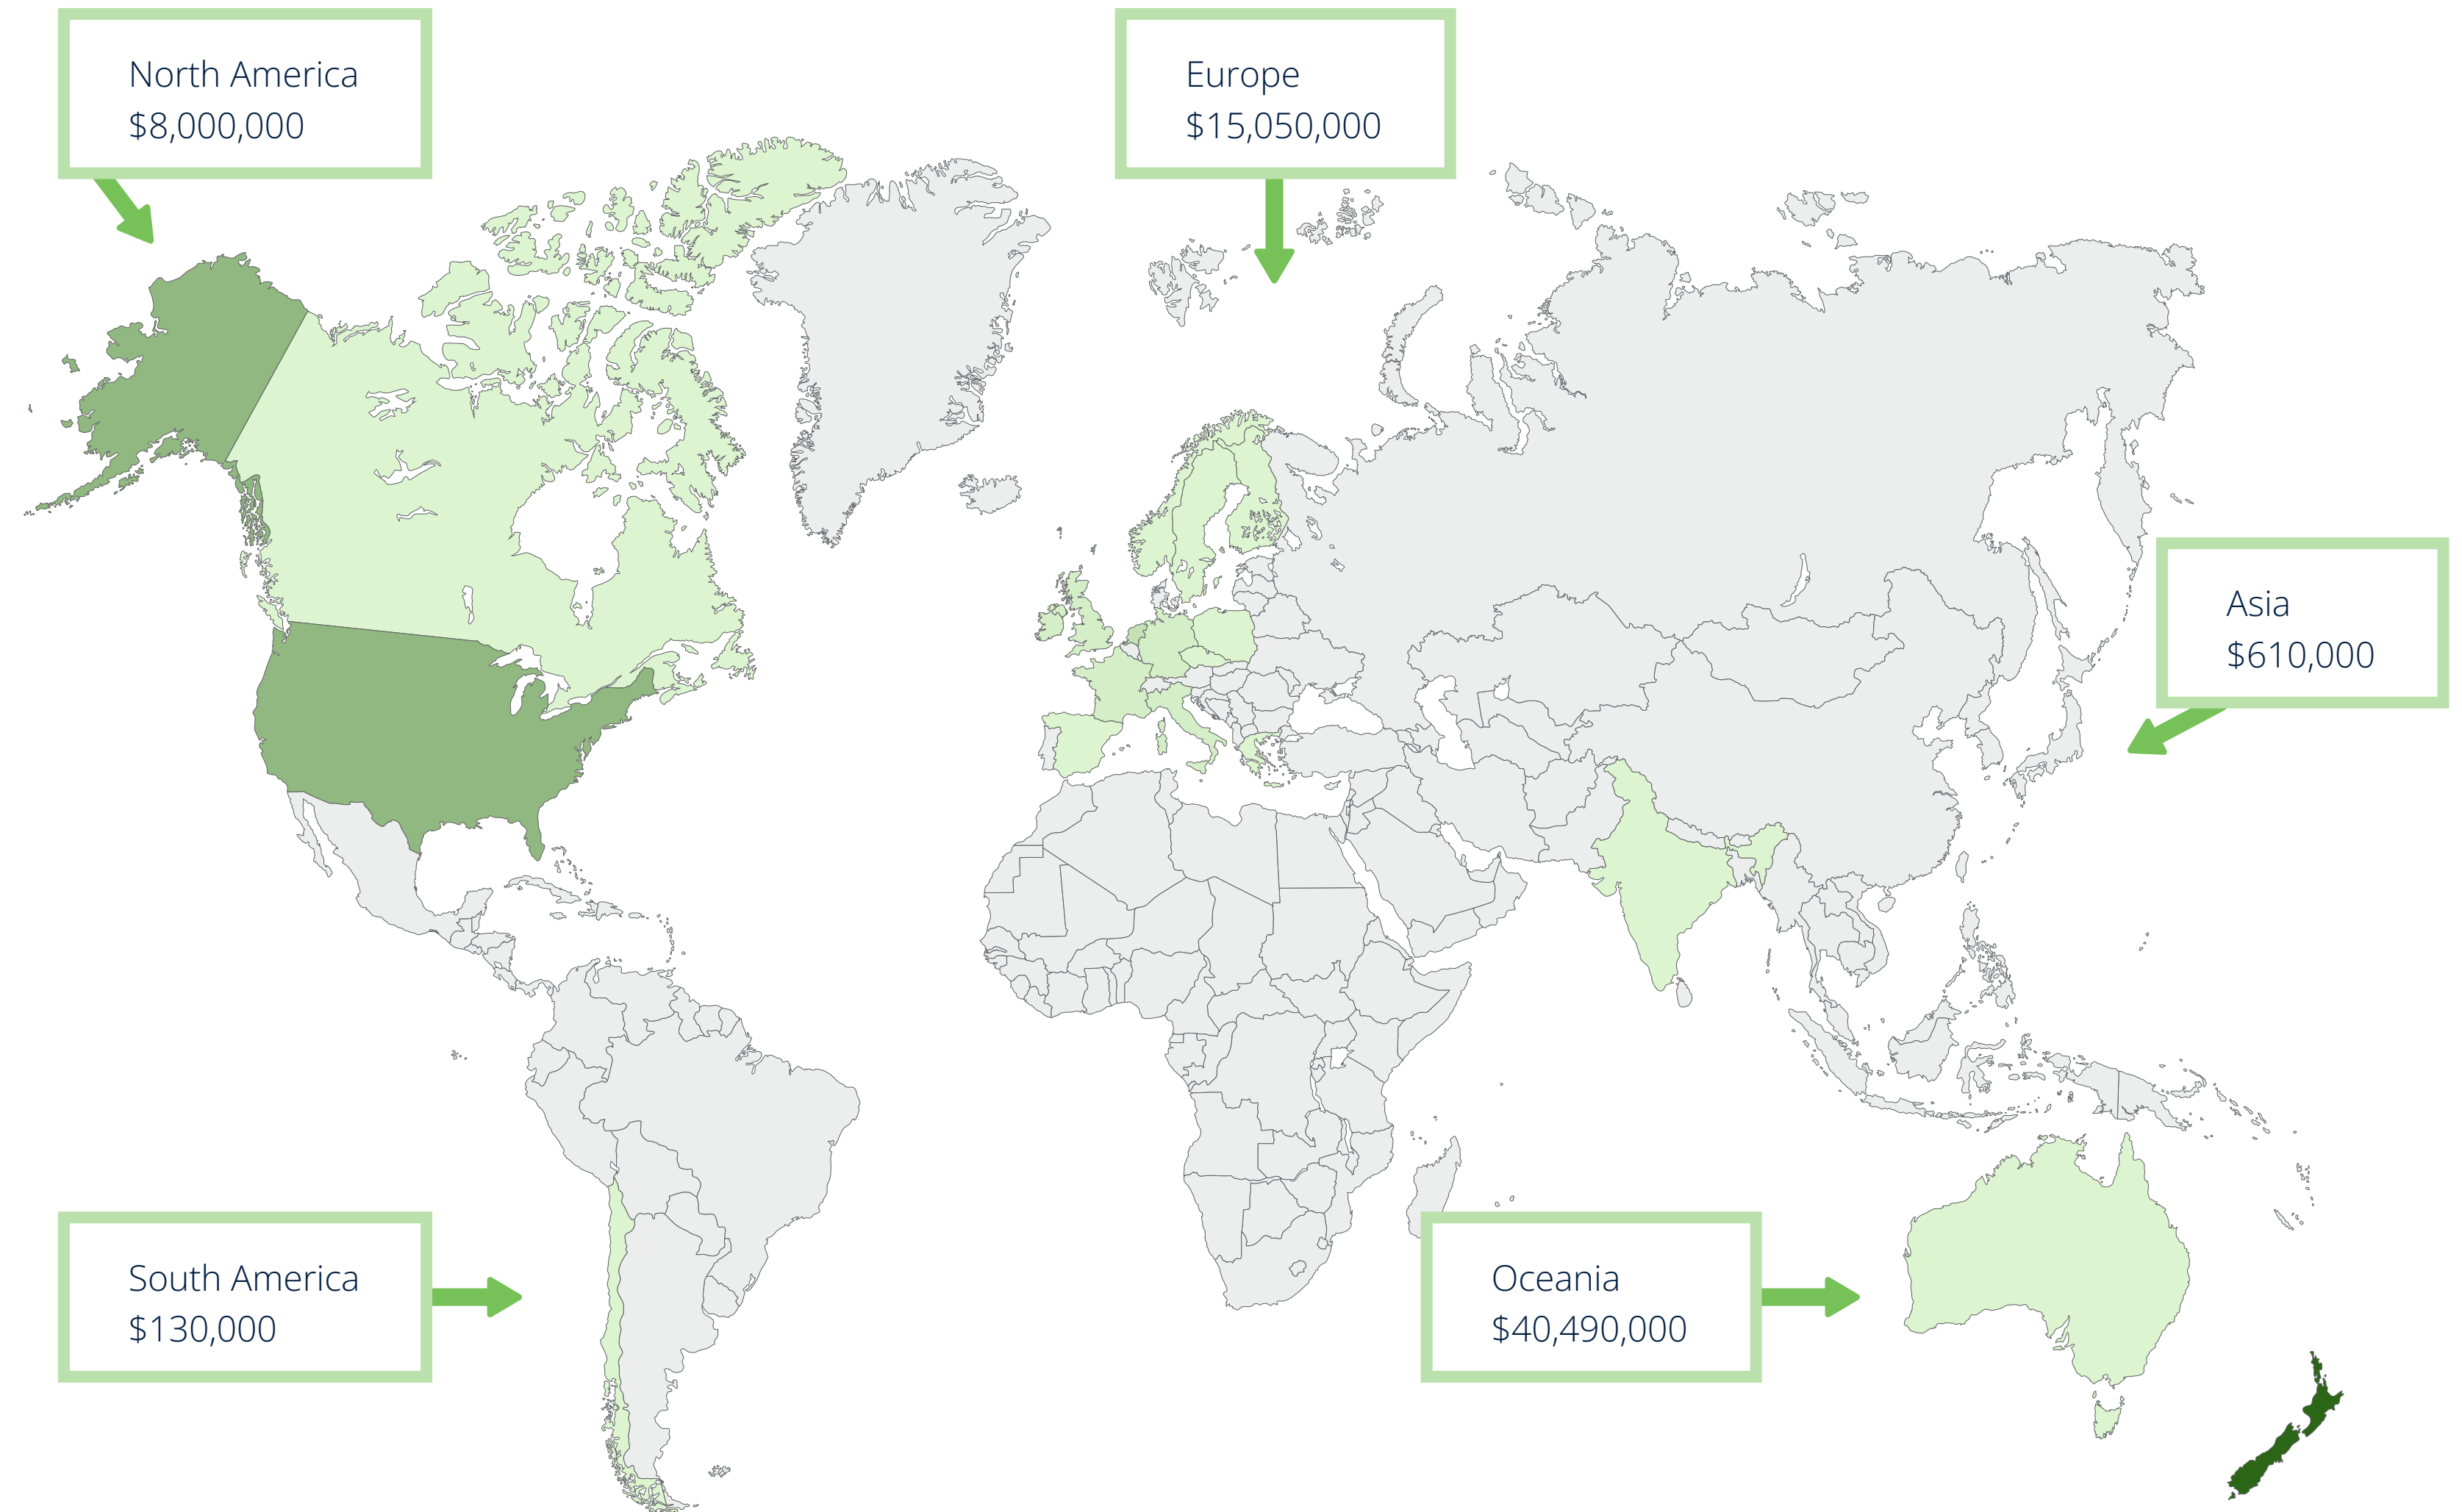 North America
$8,000,000
Europe
$15,050,000
Asia
$610,000
South America
$130,000
Oceania
$40,490,000